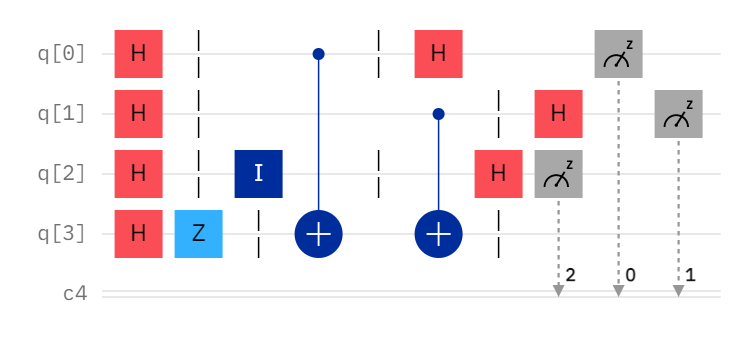 q[0] H H z
q[1] H H z
q[2] H I H z
q[3] H Z
c4 2 0 1